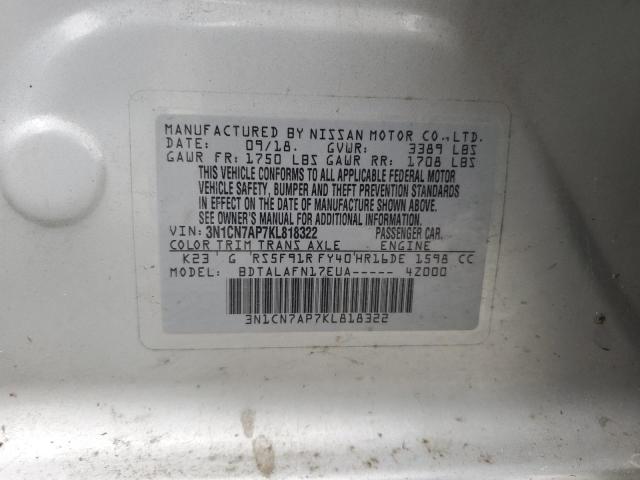 MANUFACTURED BY NISSAN MOTOR CO.,LTD.
DATE: 09/18. GVWR: 3389 LBS
GAWR FR: 1750 LBS GAWR RR: 1708 LBS
THIS VEHICLE CONFORMS TO ALL APPLICABLE FEDERAL MOTOR
VEHICLE SAFETY, BUMPER AND THEFT PREVENTION STANDARDS
IN EFFECT ON THE DATE OF MANUFACTURE SHOWN ABOVE.
SEE OWNER'S MANUAL FOR ADDITIONAL INFORMATION.
VIN: 3N1CN7AP7KL818322 PASSENGER CAR.
COLOR TRIM TRANS AXLE ENGINE
K23 G RS5F91R FY40 HR16DE 1598 CC
MODEL: BDTALAFN17EUA----- 4Z000
3N1CN7AP7KL818322